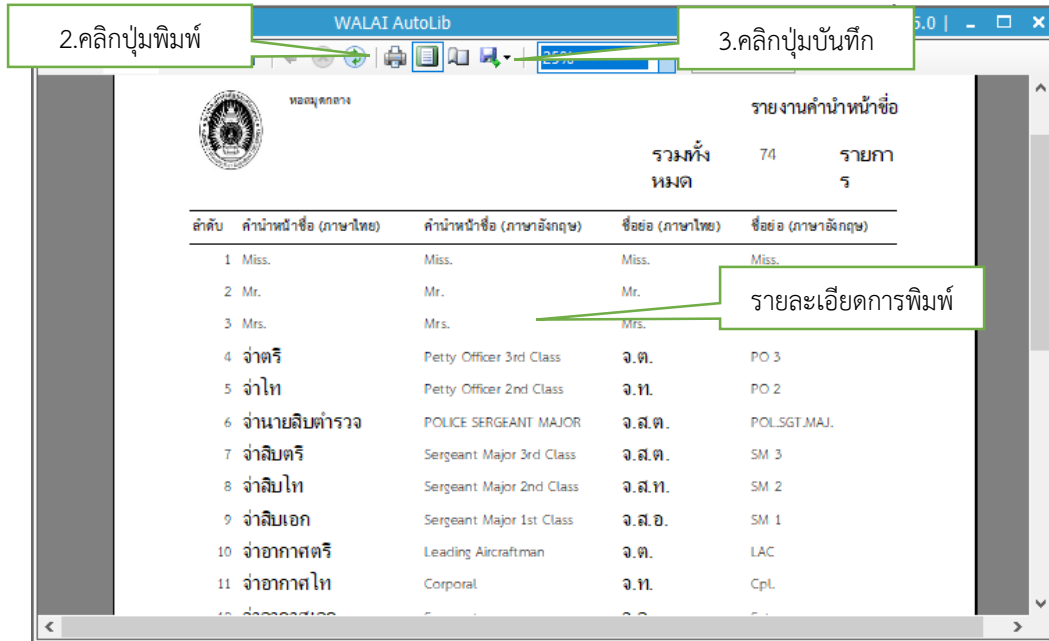 WALAI AutoLib
5.0 |
2.คลิกปุ่มพิมพ์
3.คลิกปุ่มบันทึก
25%
หอสมุดกลาง
รายงานคำนำหน้าชื่อ
รวมทั้งหมด 74 รายการ
ลำดับ คำนำหน้าชื่อ (ภาษาไทย) คำนำหน้าชื่อ (ภาษาอังกฤษ) ชื่อย่อ (ภาษาไทย) ชื่อย่อ (ภาษาอังกฤษ)
1 Miss. Miss. Miss. Miss.
2 Mr. Mr. Mr.
รายละเอียดการพิมพ์
3 Mrs. Mrs. Mrs.
4 จ่าตรี Petty Officer 3rd Class จ.ต. PO 3
5 จ่าโท Petty Officer 2nd Class จ.ท. PO 2
6 จ่านายสิบตำรวจ POLICE SERGEANT MAJOR จ.ส.ต. POL.SGT.MAJ.
7 จ่าสิบตรี Sergeant Major 3rd Class จ.ส.ต. SM 3
8 จ่าสิบโท Sergeant Major 2nd Class จ.ส.ท. SM 2
9 จ่าสิบเอก Sergeant Major 1st Class จ.ส.อ. SM 1
10 จ่าอากาศตรี Leading Aircraftman จ.ต. LAC
11 จ่าอากาศโท Corporal จ.ท. Cpl.